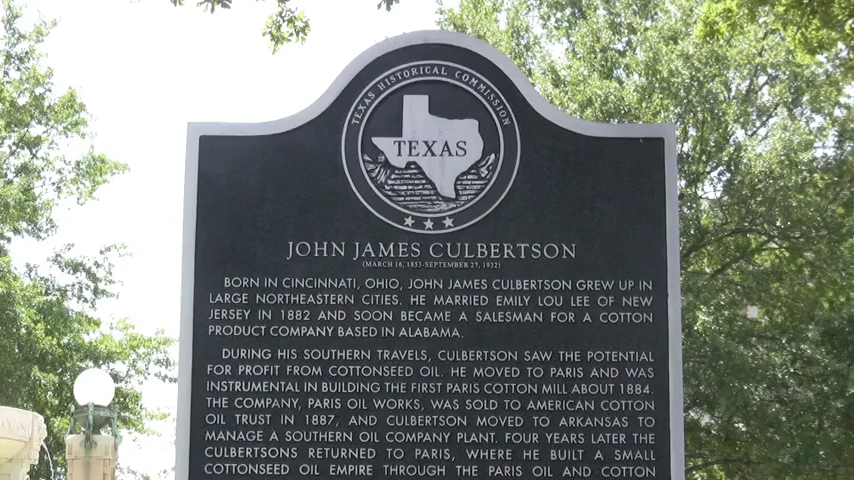 TEXAS HISTORICAL COMMISSION
TEXAS
JOHN JAMES CULBERTSON
(MARCH 16, 1853-SEPTEMBER 27, 1932)
BORN IN CINCINNATI, OHIO, JOHN JAMES CULBERTSON GREW UP IN
LARGE NORTHEASTERN CITIES. HE MARRIED EMILY LOU LEE OF NEW
JERSEY IN 1882 AND SOON BECAME A SALESMAN FOR A COTTON
PRODUCT COMPANY BASED IN ALABAMA.
DURING HIS SOUTHERN TRAVELS, CULBERTSON SAW THE POTENTIAL
FOR PROFIT FROM COTTONSEED OIL. HE MOVED TO PARIS AND WAS
INSTRUMENTAL IN BUILDING THE FIRST PARIS COTTON MILL ABOUT 1884.
THE COMPANY, PARIS OIL WORKS, WAS SOLD TO AMERICAN COTTON
OIL TRUST IN 1887, AND CULBERTSON MOVED TO ARKANSAS TO
MANAGE A SOUTHERN OIL COMPANY PLANT. FOUR YEARS LATER THE
CULBERTSONS RETURNED TO PARIS, WHERE HE BUILT A SMALL
COTTONSEED OIL EMPIRE THROUGH THE PARIS OIL AND COTTON